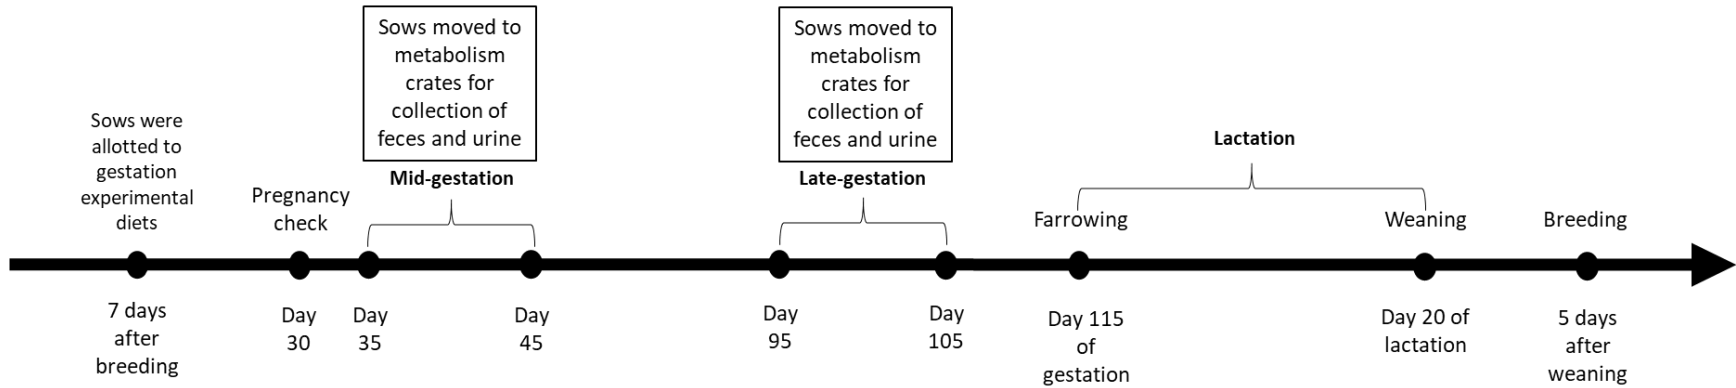 Sows were
allotted to
gestation
experimental
diets
Pregnancy
check
Sows moved to
metabolism
crates for
collection of
feces and urine
Mid-gestation
Sows moved to
metabolism
crates for
collection of
feces and urine
Late-gestation
Lactation
Farrowing
Weaning
Breeding
7 days
after
breeding
Day
30
Day
35
Day
45
Day
95
Day
105
Day 115
of
gestation
Day 20 of
lactation
5 days
after
weaning